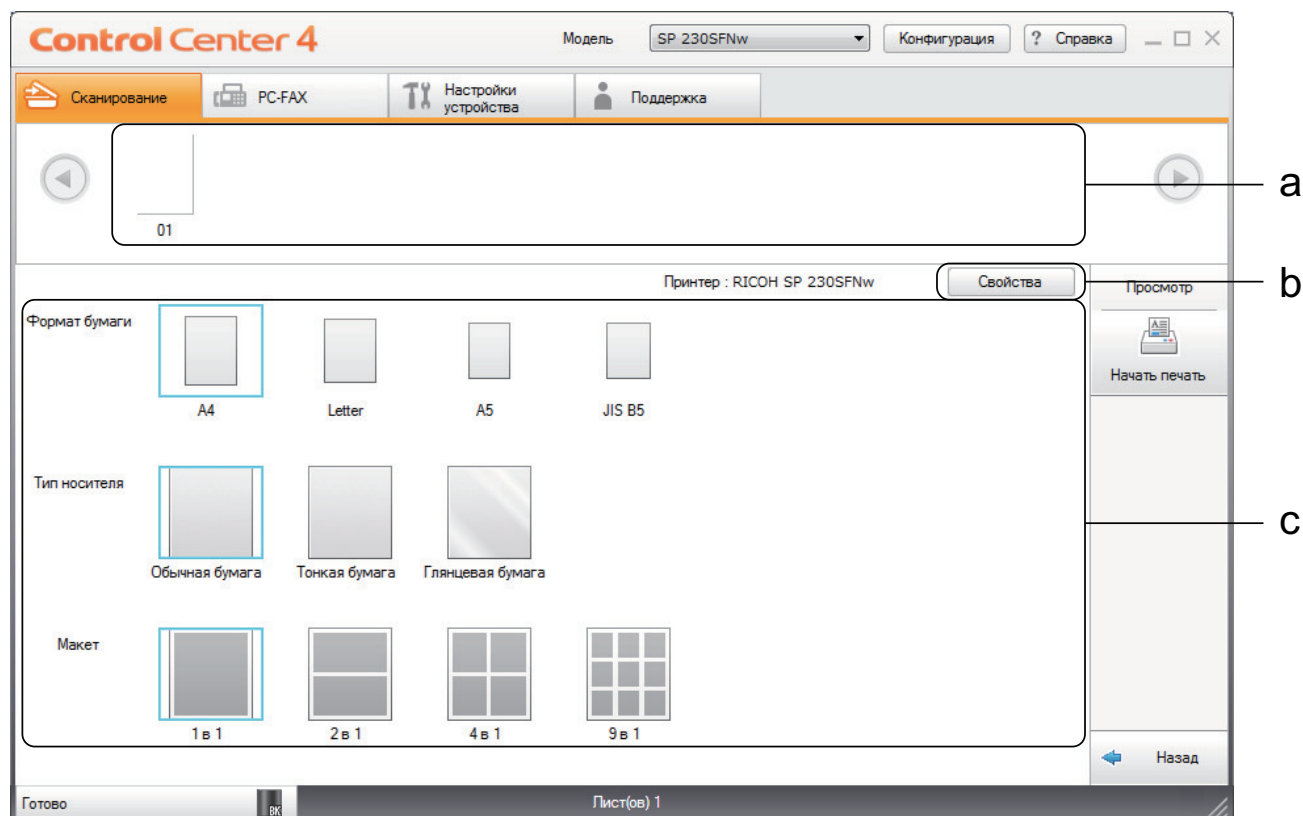 Control Center 4
Модель
SP 230SFNw
Конфигурация
? Справка
Сканирование
PC-FAX
Настройки
устройства
Поддержка
a
01
Принтер : RICOH SP 230SFNw
Свойства
b
Просмотр
Формат бумаги
Начать печать
A4
Letter
A5
JIS B5
Тип носителя
c
Обычная бумага
Тонкая бумага
Глянцевая бумага
Макет
1 в 1
2 в 1
4 в 1
9 в 1
Назад
Готово
BK
Лист(ов) 1